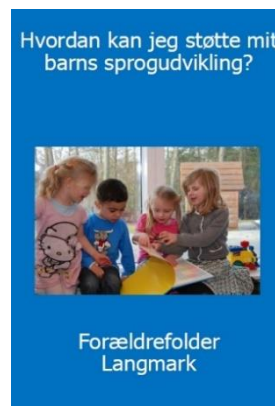 Hvordan kan jeg støtte mit
barns sprogudvikling?
Forældrefolder
Langmark